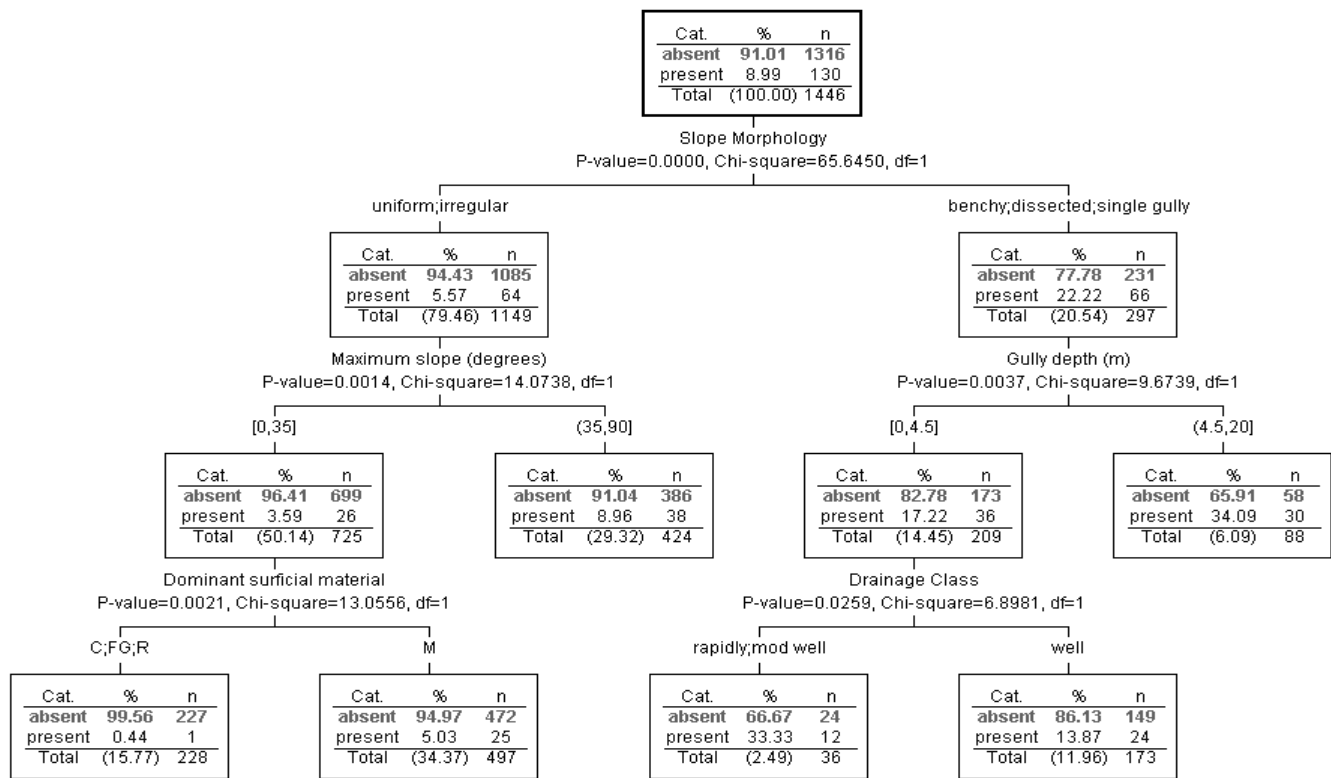 Cat. % n
absent 91.01 1316
present 8.99 130
Total (100.00) 1446
Slope Morphology
P-value=0.0000, Chi-square=65.6450, df=1
uniform;irregular
benchy;dissected;single gully
Cat. % n
absent 94.43 1085
present 5.57 64
Total (79.46) 1149
Cat. % n
absent 77.78 231
present 22.22 66
Total (20.54) 297
Maximum slope (degrees)
P-value=0.0014, Chi-square=14.0738, df=1
Gully depth (m)
P-value=0.0037, Chi-square=9.6739, df=1
[0,35]
(35,90]
[0,4.5]
(4.5,20]
Cat. % n
absent 96.41 699
present 3.59 26
Total (50.14) 725
Cat. % n
absent 91.04 386
present 8.96 38
Total (29.32) 424
Cat. % n
absent 82.78 173
present 17.22 36
Total (14.45) 209
Cat. % n
absent 65.91 58
present 34.09 30
Total (6.09) 88
Dominant surficial material
P-value=0.0021, Chi-square=13.0556, df=1
Drainage Class
P-value=0.0259, Chi-square=6.8981, df=1
C;FG;R
M
rapidly;mod well
well
Cat. % n
absent 99.56 227
present 0.44 1
Total (15.77) 228
Cat. % n
absent 94.97 472
present 5.03 25
Total (34.37) 497
Cat. % n
absent 66.67 24
present 33.33 12
Total (2.49) 36
Cat. % n
absent 86.13 149
present 13.87 24
Total (11.96) 173